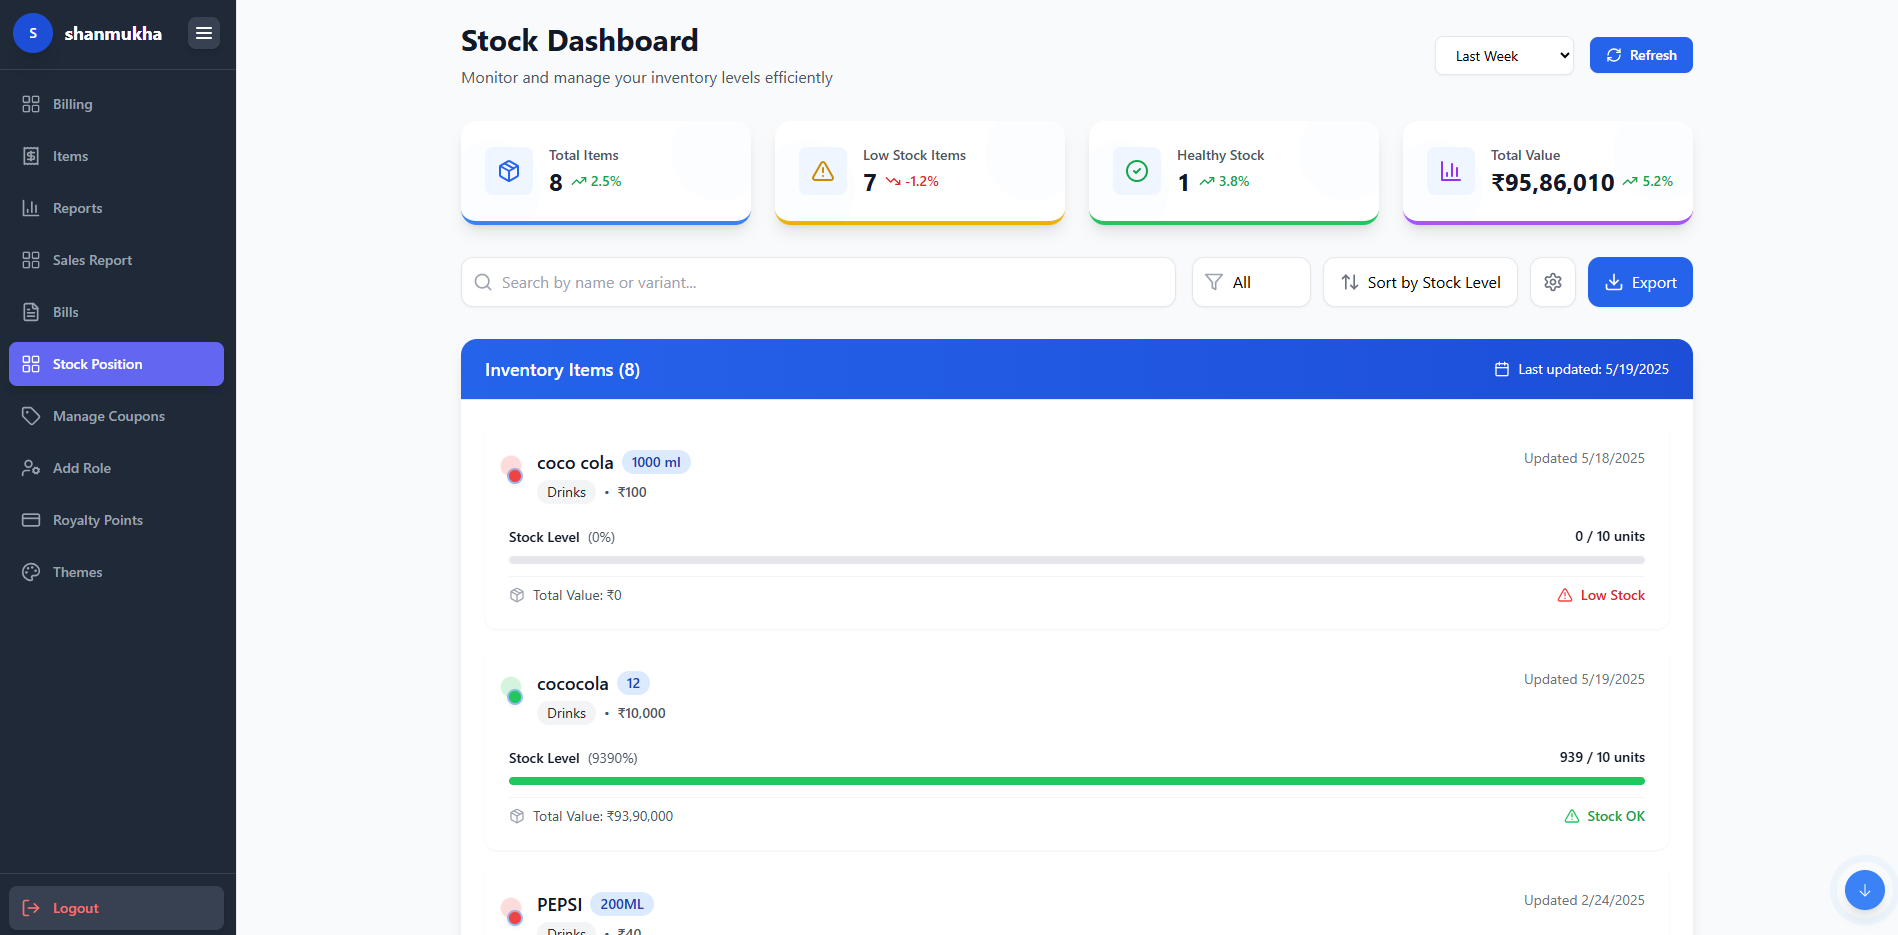 S
shanmukha
Billing
Items
Reports
Sales Report
Bills
Stock Position
Manage Coupons
Add Role
Royalty Points
Themes
Logout
Stock Dashboard
Monitor and manage your inventory levels efficiently
Last Week
Refresh
Total Items
8 2.5%
Low Stock Items
7 -1.2%
Healthy Stock
1 3.8%
Total Value
₹95,86,010 5.2%
Search by name or variant...
All
Sort by Stock Level
Export
Inventory Items (8)
Last updated: 5/19/2025
coco cola 1000 ml
Updated 5/18/2025
Drinks • ₹100
Stock Level (0%)
0 / 10 units
Total Value: ₹0
Low Stock
cococola 12
Updated 5/19/2025
Drinks • ₹10,000
Stock Level (9390%)
939 / 10 units
Total Value: ₹93,90,000
Stock OK
PEPSI 200ML
Updated 2/24/2025
Drinks • ₹40